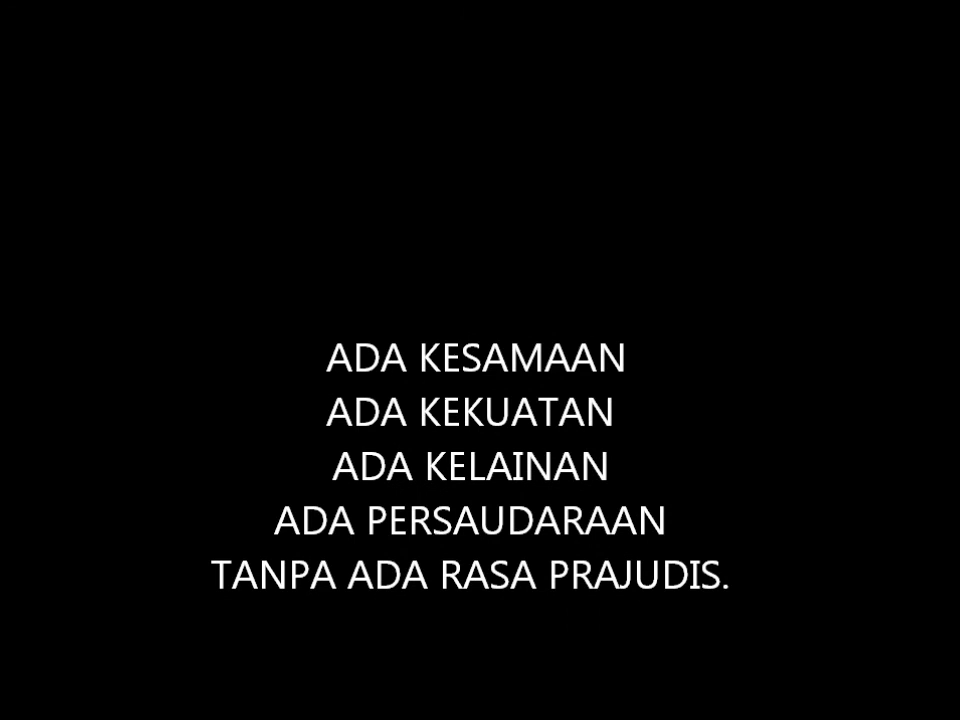 ADA KESAMAAN
ADA KEKUATAN
ADA KELAINAN
ADA PERSAUDARAAN
TANPA ADA RASA PRAJUDIS.